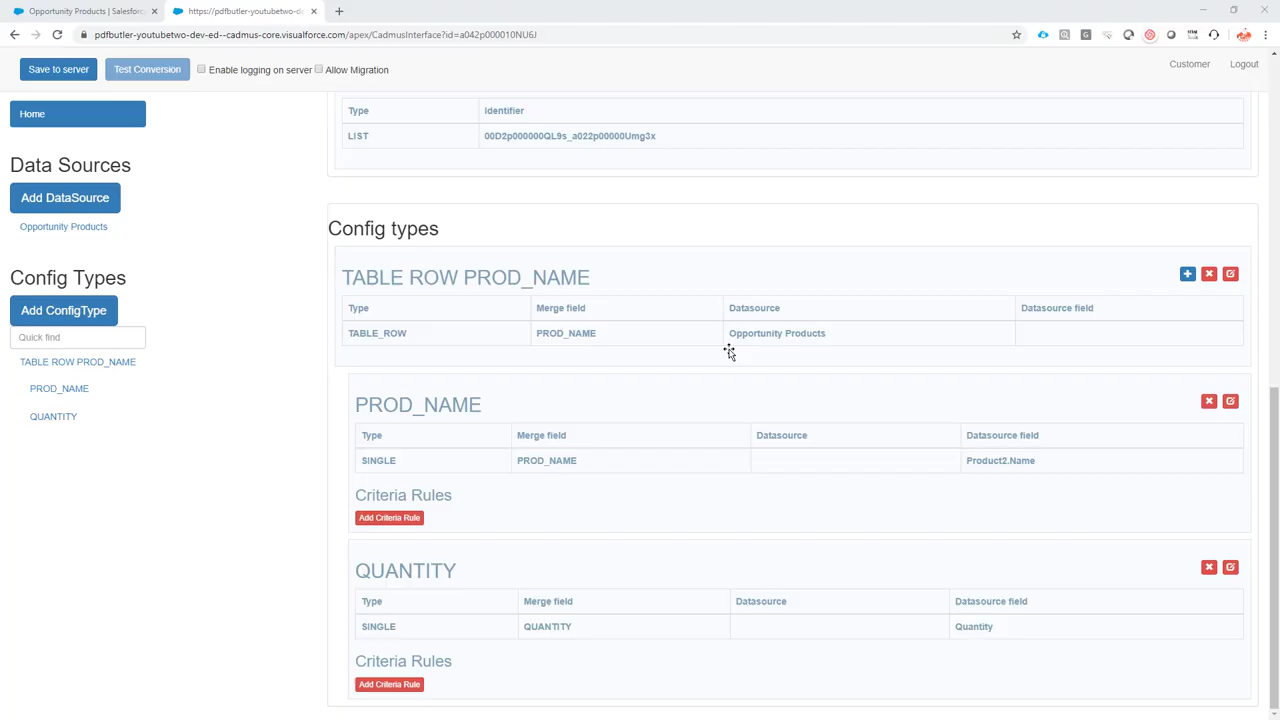 Opportunity Products | Salesforc
https://pdfbutler-youtubetwo-de
pdfbutler-youtubetwo-dev-ed--cadmus-core.visualforce.com/apex/CadmusInterface?id=a042p000010NU6J
Save to server
Test Conversion
Enable logging on server
Allow Migration
Customer
Logout
Home
Data Sources
Add DataSource
Opportunity Products
Config Types
Add ConfigType
Quick find
TABLE ROW PROD_NAME
PROD_NAME
QUANTITY
Type Identifier
LIST 00D2p000000QL9s_a022p00000Umg3x
Config types
TABLE ROW PROD_NAME
Type Merge field Datasource Datasource field
TABLE_ROW PROD_NAME Opportunity Products
PROD_NAME
Type Merge field Datasource Datasource field
SINGLE PROD_NAME Product2.Name
Criteria Rules
Add Criteria Rule
QUANTITY
Type Merge field Datasource Datasource field
SINGLE QUANTITY Quantity
Criteria Rules
Add Criteria Rule